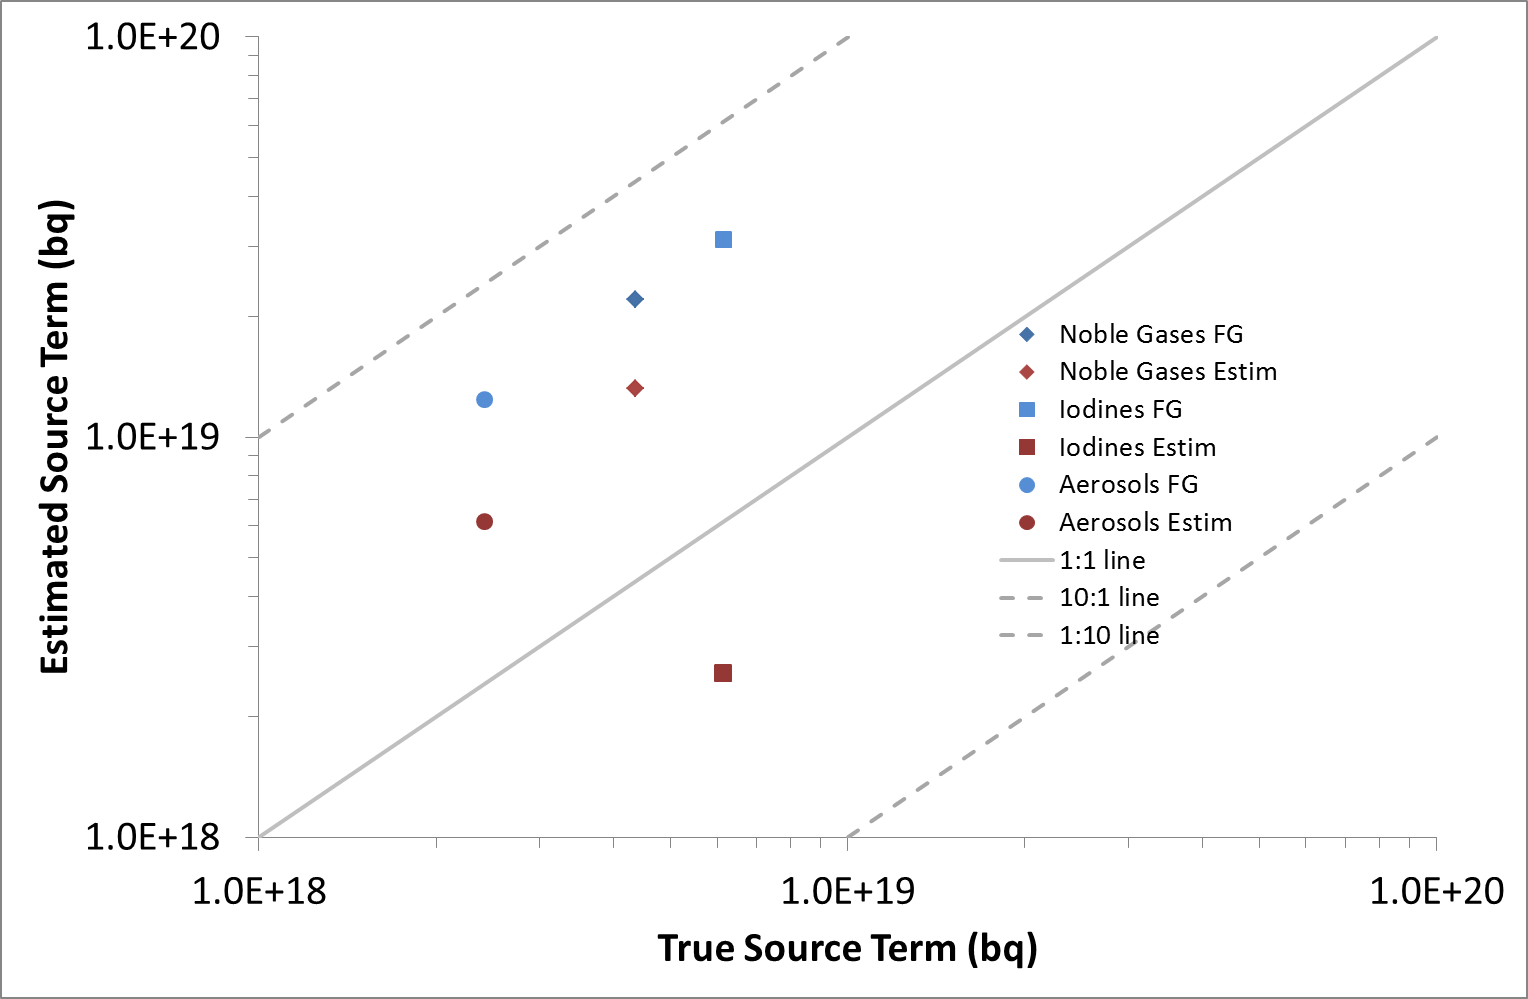 1.0E+20
1.0E+19
1.0E+18
Estimated Source Term (bq)
Noble Gases FG
Noble Gases Estim
Iodines FG
Iodines Estim
Aerosols FG
Aerosols Estim
1:1 line
10:1 line
1:10 line
1.0E+18 1.0E+19 1.0E+20
True Source Term (bq)